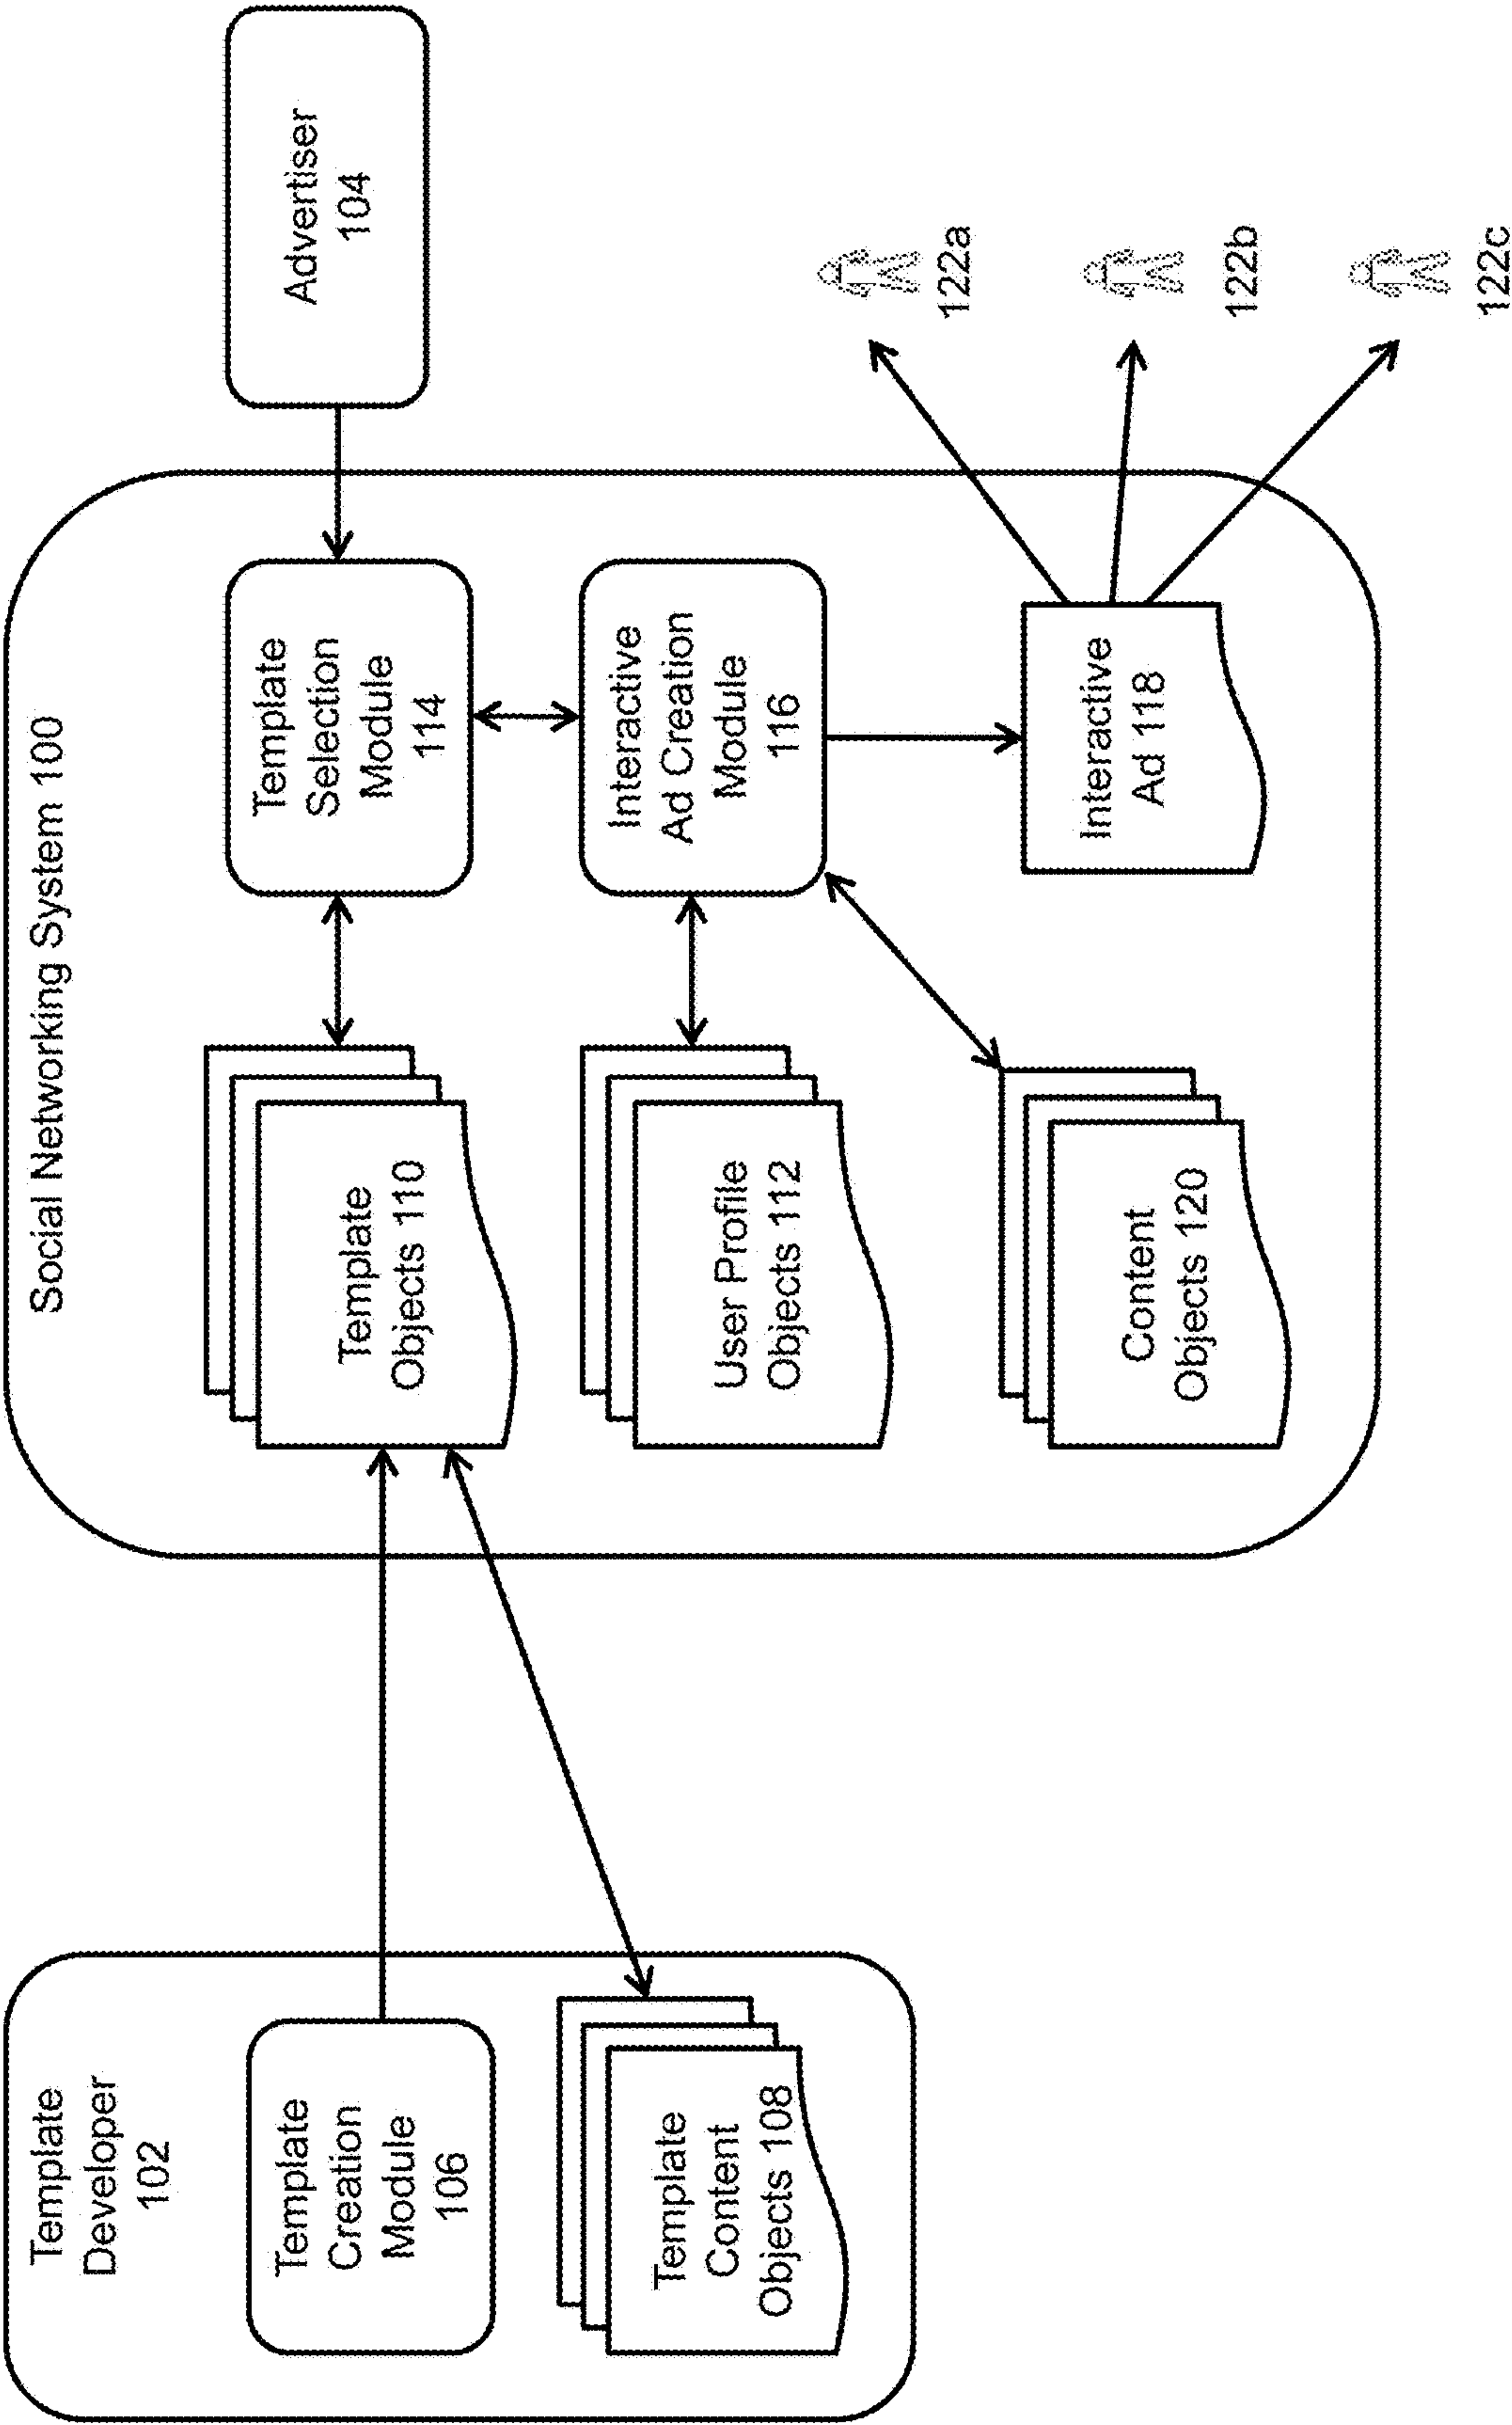 Template
Developer
102
Template
Creation
Module
106
Template
Content
Objects 108
Social Networking System 100
Template
Objects 110
User Profile
Objects 112
Content
Objects 120
Template
Selection
Module
114
Interactive
Ad Creation
Module
116
Interactive
Ad 118
Advertiser
104
122a
122b
122c